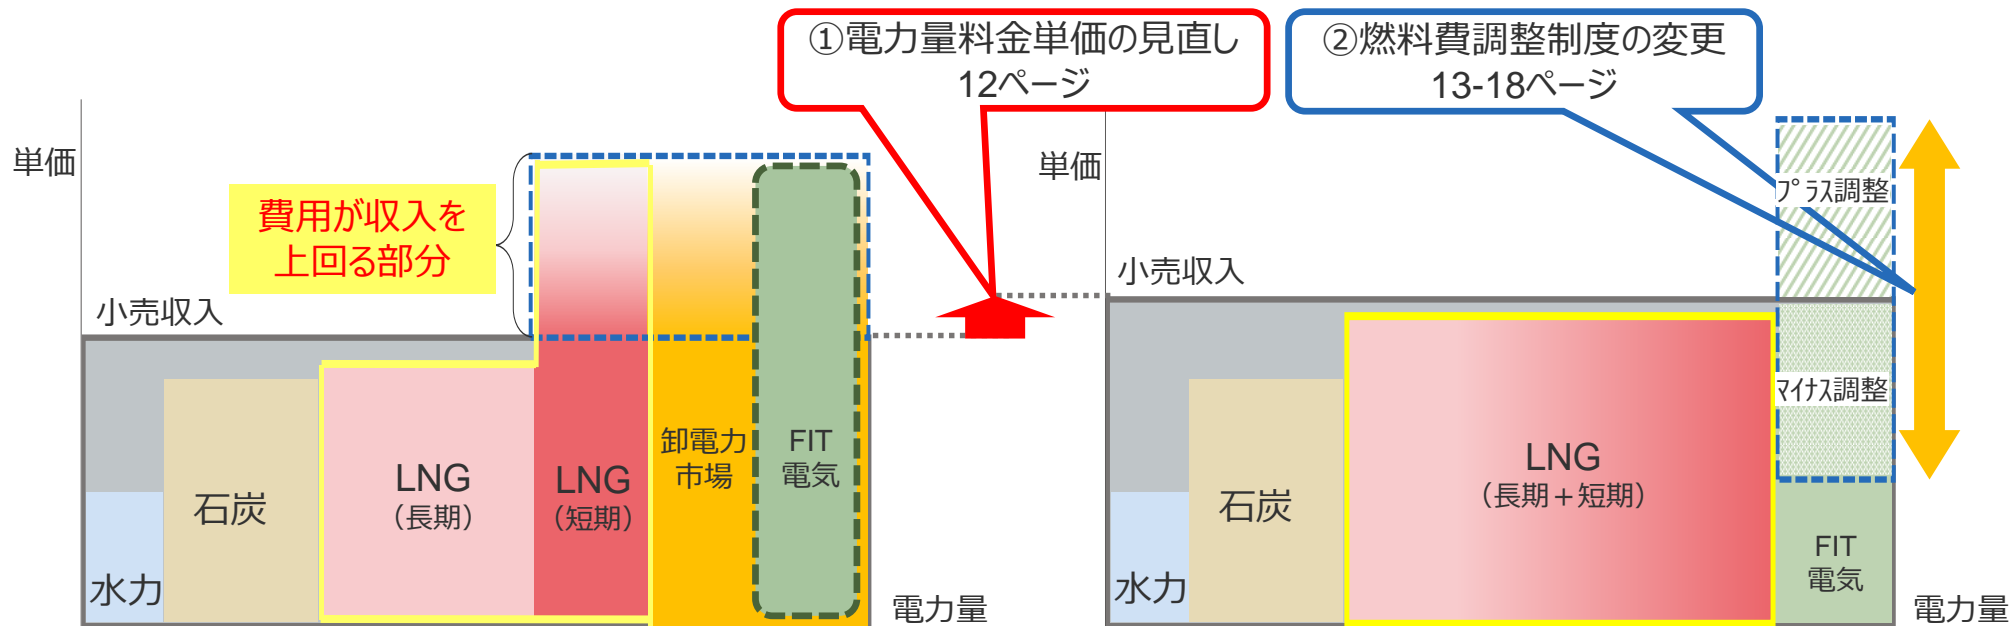 ①電力量料金単価の見直し
12ページ
②燃料費調整制度の変更
13-18ページ
単価
費用が収入を
上回る部分
小売収入
水力
石炭
LNG
（長期）
LNG
（短期）
卸電力
市場
FIT
電気
電力量
単価
小売収入
プラス調整
マイナス調整
水力
石炭
LNG
（長期＋短期）
FIT
電気
電力量